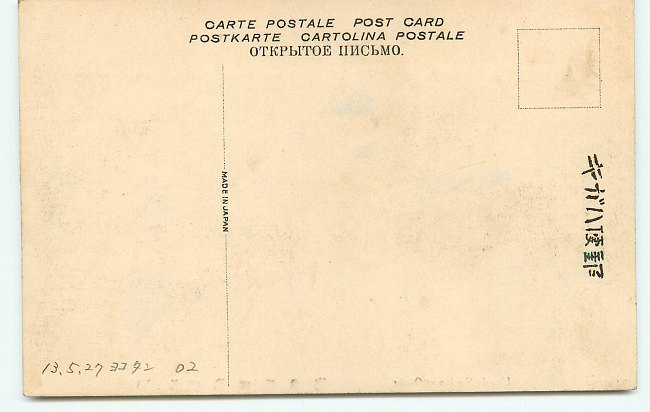 CARTE POSTALE POST CARD
POSTKARTE CARTOLINA POSTALE
ОТКРЫТОЕ ПИСЬМО.
MADE IN JAPAN
キガハ便郵
13.5.27 02